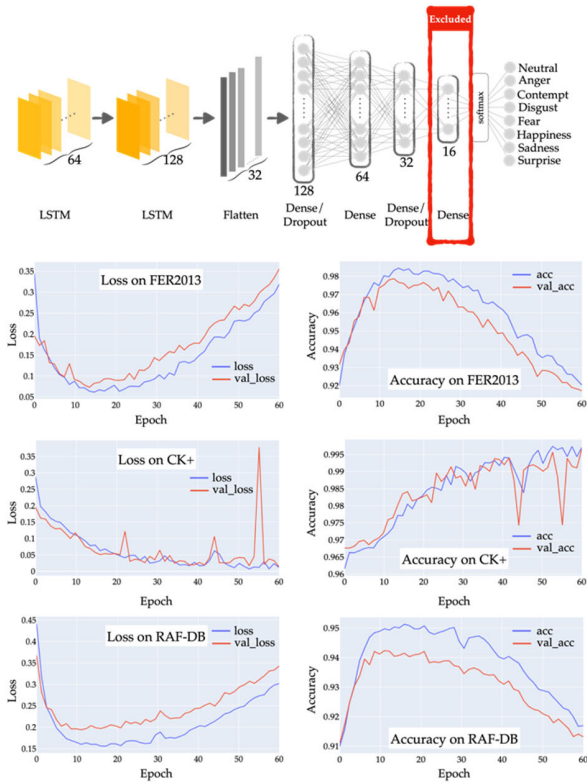 Excluded
Neutral
Anger
Contempt
Disgust
Fear
Happiness
Sadness
Surprise
softmax
64
128
32
128
64
32
16
LSTM
LSTM
Flatten
Dense/
Dropout
Dense
Dense/
Dropout
Dense
Loss on FER2013
loss
val_loss
Loss
0.35
0.3
0.25
0.2
0.15
0.1
0.05
0 10 20 30 40 50 60
Epoch
Accuracy on FER2013
acc
val_acc
Accuracy
0.98
0.97
0.96
0.95
0.94
0.93
0.92
0 10 20 30 40 50 60
Epoch
Loss on CK+
loss
val_loss
Loss
0.35
0.3
0.25
0.2
0.15
0.1
0.05
0
0 10 20 30 40 50 60
Epoch
Accuracy on CK+
acc
val_acc
Accuracy
0.995
0.99
0.985
0.98
0.975
0.97
0.965
0.96
0 10 20 30 40 50 60
Epoch
Loss on RAF-DB
loss
val_loss
Loss
0.45
0.4
0.35
0.3
0.25
0.2
0.15
0 10 20 30 40 50 60
Epoch
Accuracy on RAF-DB
acc
val_acc
Accuracy
0.95
0.94
0.93
0.92
0.91
0 10 20 30 40 50 60
Epoch